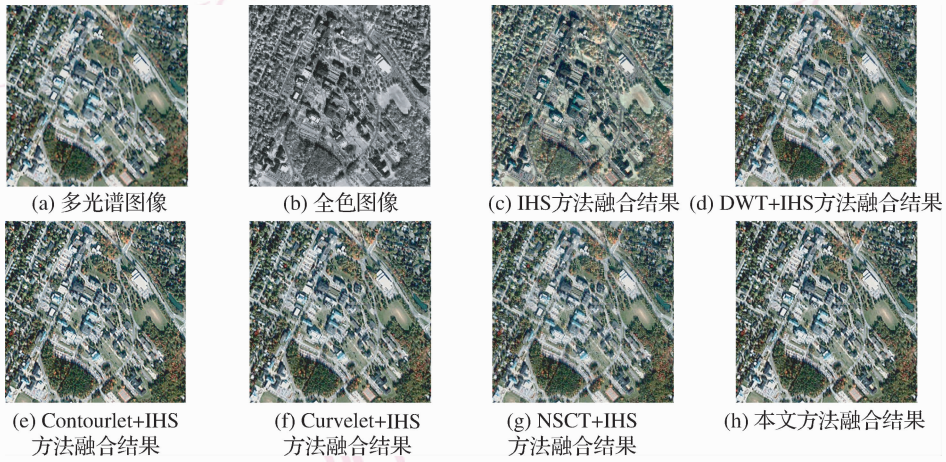 (a) 多光谱图像
(b) 全色图像
(c) IHS方法融合结果
(d) DWT+IHS方法融合结果
(e) Contourlet+IHS
方法融合结果
(f) Curvelet+IHS
方法融合结果
(g) NSCT+IHS
方法融合结果
(h) 本文方法融合结果